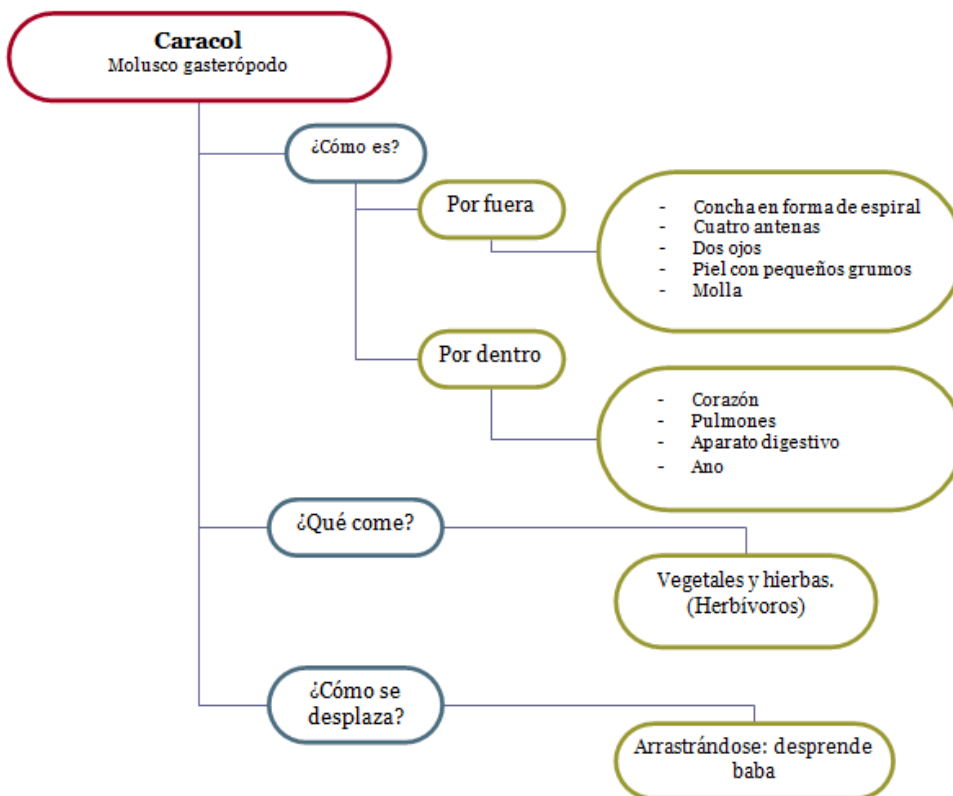 Caracol
Molusco gasterópodo
¿Cómo es?
Por fuera
- Concha en forma de espiral
- Cuatro antenas
- Dos ojos
- Piel con pequeños grumos
- Molla
Por dentro
- Corazón
- Pulmones
- Aparato digestivo
- Ano
¿Qué come?
Vegetales y hierbas.
(Herbívoros)
¿Cómo se
desplaza?
Arrastrándose: desprende
baba